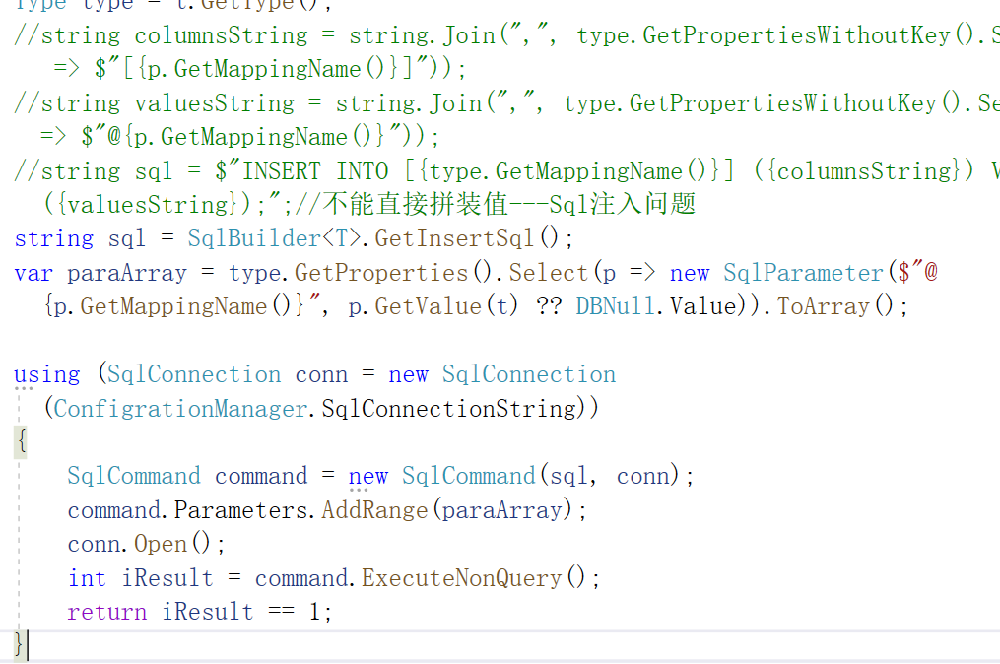 Type type = t.GetType();
//string columnsString = string.Join(",", type.GetPropertiesWithoutKey().S
=> $"[{p.GetMappingName()}]"));
//string valuesString = string.Join(",", type.GetPropertiesWithoutKey().Se
=> $"@{p.GetMappingName()}"));
//string sql = $"INSERT INTO [{type.GetMappingName()}] ({columnsString}) V
({valuesString});";//不能直接拼装值---Sql注入问题
string sql = SqlBuilder<T>.GetInsertSql();
var paraArray = type.GetProperties().Select(p => new SqlParameter($"@
{p.GetMappingName()}", p.GetValue(t) ?? DBNull.Value)).ToArray();
using (SqlConnection conn = new SqlConnection
(ConfigrationManager.SqlConnectionString))
{
SqlCommand command = new SqlCommand(sql, conn);
command.Parameters.AddRange(paraArray);
conn.Open();
int iResult = command.ExecuteNonQuery();
return iResult == 1;
}